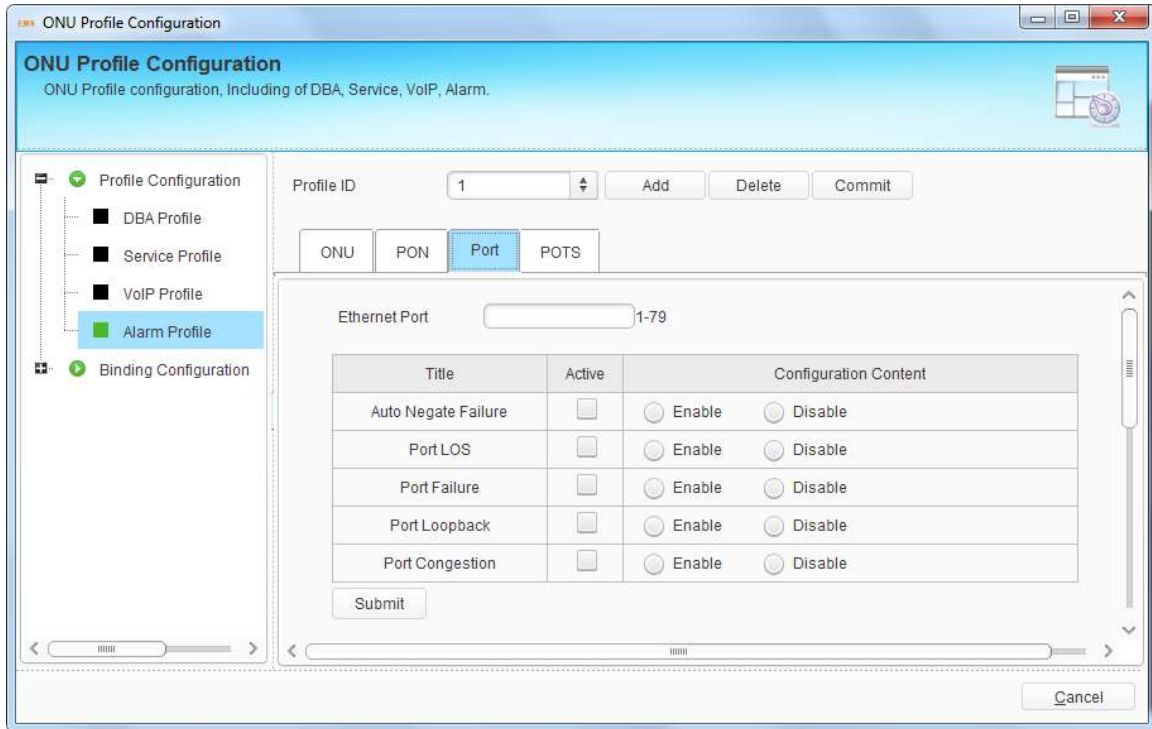 EMS ONU Profile Configuration
ONU Profile Configuration
ONU Profile configuration, Including of DBA, Service, VoIP, Alarm.
Profile Configuration
DBA Profile
Service Profile
VoIP Profile
Alarm Profile
Binding Configuration
Profile ID 1 Add Delete Commit
ONU PON Port POTS
Ethernet Port 1-79
Title Active Configuration Content
Auto Negate Failure Enable Disable
Port LOS Enable Disable
Port Failure Enable Disable
Port Loopback Enable Disable
Port Congestion Enable Disable
Submit
Cancel